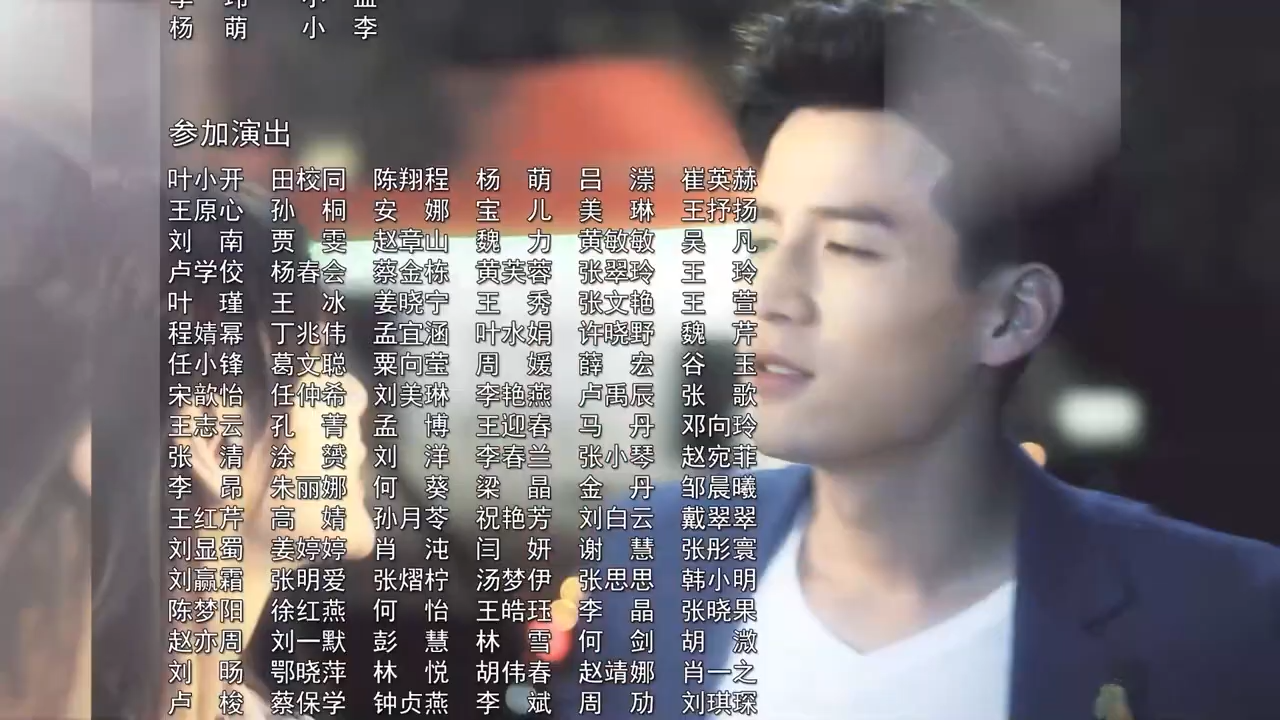 杨 萌 小 李
参加演出
叶小开 田校同 陈翔程 杨 萌 吕 漴 崔英赫
王原心 孙 桐 安 娜 宝 儿 美 琳 王抒扬
刘 南 贾 雯 赵章山 魏 力 黄敏敏 吴 凡
卢学佼 杨春会 蔡金栋 黄芙蓉 张翠玲 王 玲
叶 瑾 王 冰 姜晓宁 王 秀 张文艳 王 萱
程婧幂 丁兆伟 孟宜涵 叶水娟 许晓野 魏 芹
任小锋 葛文聪 粟向莹 周 媛 薛 宏 谷 玉
宋歆怡 任仲希 刘美琳 李艳燕 卢禹辰 张 歌
王志云 孔 菁 孟 博 王迎春 马 丹 邓向玲
张 清 涂 赟 刘 洋 李春兰 张小琴 赵宛菲
李 昂 朱丽娜 何 葵 梁 晶 金 丹 邹晨曦
王红芹 高 婧 孙月苓 祝艳芳 刘白云 戴翠翠
刘显蜀 姜婷婷 肖 沌 闫 妍 谢 慧 张彤寰
刘赢霜 张明爱 张熠柠 汤梦伊 张思思 韩小明
陈梦阳 徐红燕 何 怡 王皓珏 李 晶 张晓果
赵亦周 刘一默 彭 慧 林 雪 何 剑 胡 溦
刘 旸 鄂晓萍 林 悦 胡伟春 赵靖娜 肖一之
卢 梭 蔡保学 钟贞燕 李 斌 周 劢 刘琪琛